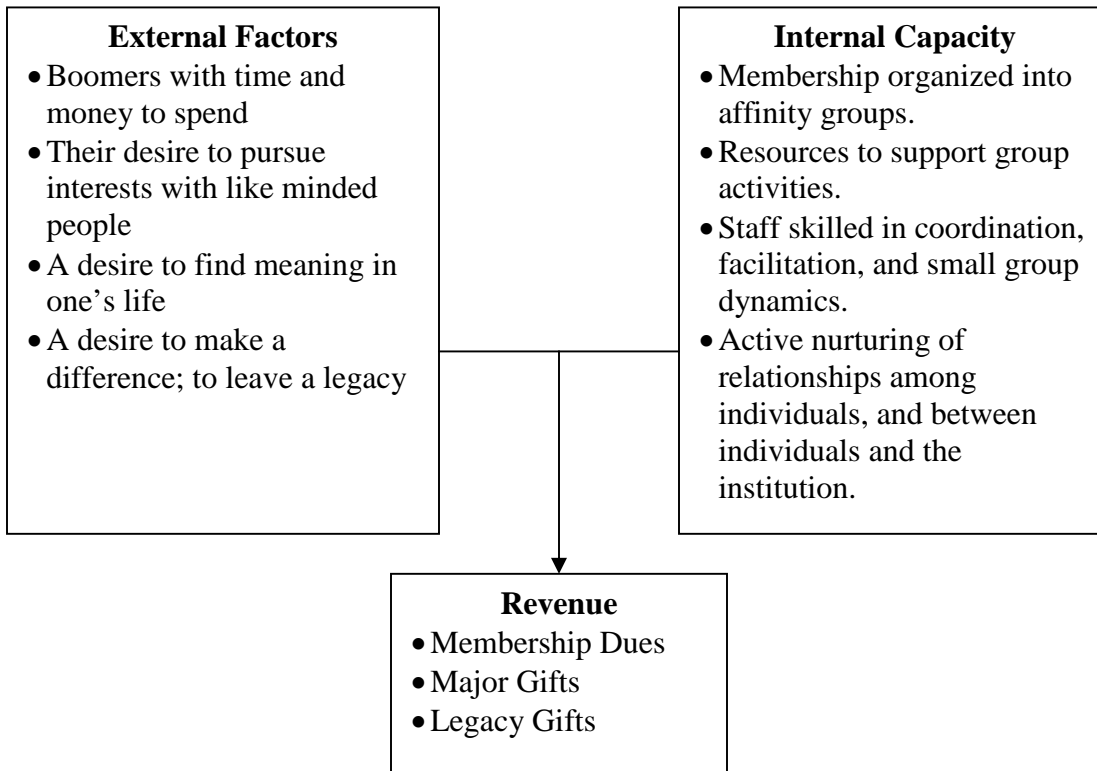 External Factors
• Boomers with time and
money to spend
• Their desire to pursue
interests with like minded
people
• A desire to find meaning in
one’s life
• A desire to make a
difference; to leave a legacy
Internal Capacity
• Membership organized into
affinity groups.
• Resources to support group
activities.
• Staff skilled in coordination,
facilitation, and small group
dynamics.
• Active nurturing of
relationships among
individuals, and between
individuals and the
institution.
Revenue
• Membership Dues
• Major Gifts
• Legacy Gifts